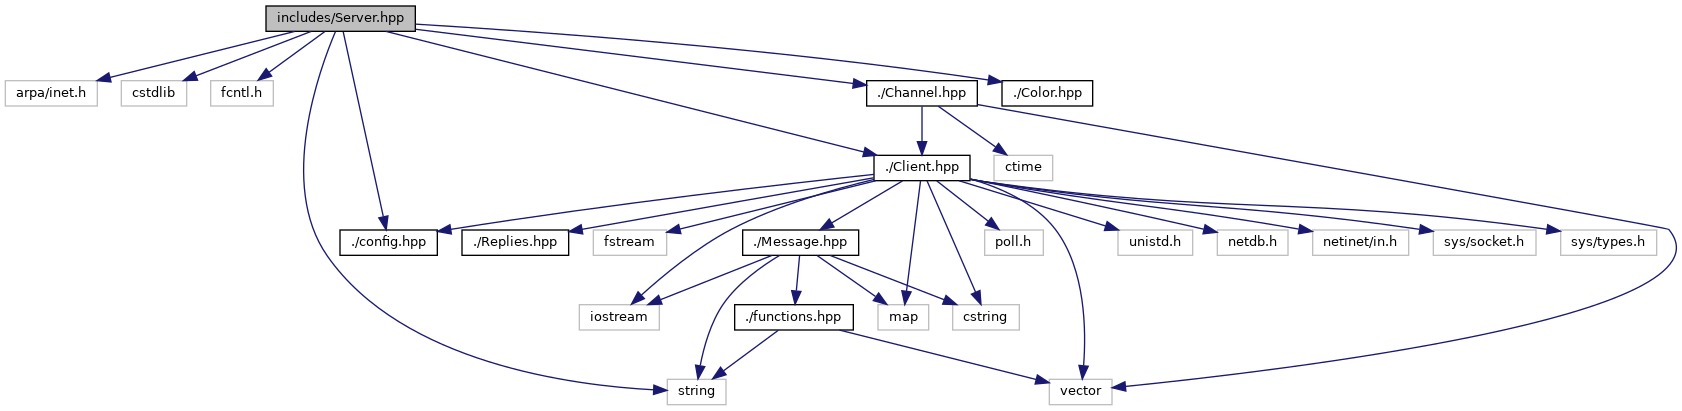 includes/Server.hpp
arpa/inet.h
cstdlib
fcntl.h
./Channel.hpp
./Color.hpp
./Client.hpp
ctime
./config.hpp
./Replies.hpp
fstream
./Message.hpp
poll.h
unistd.h
netdb.h
netinet/in.h
sys/socket.h
sys/types.h
iostream
./functions.hpp
map
cstring
string
vector